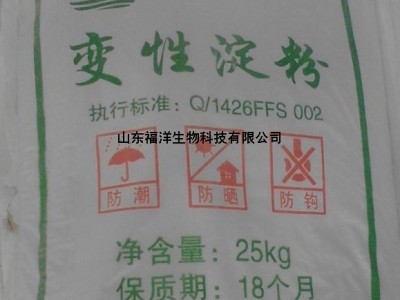 变性淀粉
执行标准：Q/1426FFS 002
山东福洋生物科技有限公司
防潮 防晒 防钩
净含量：25kg
保质期：18个月